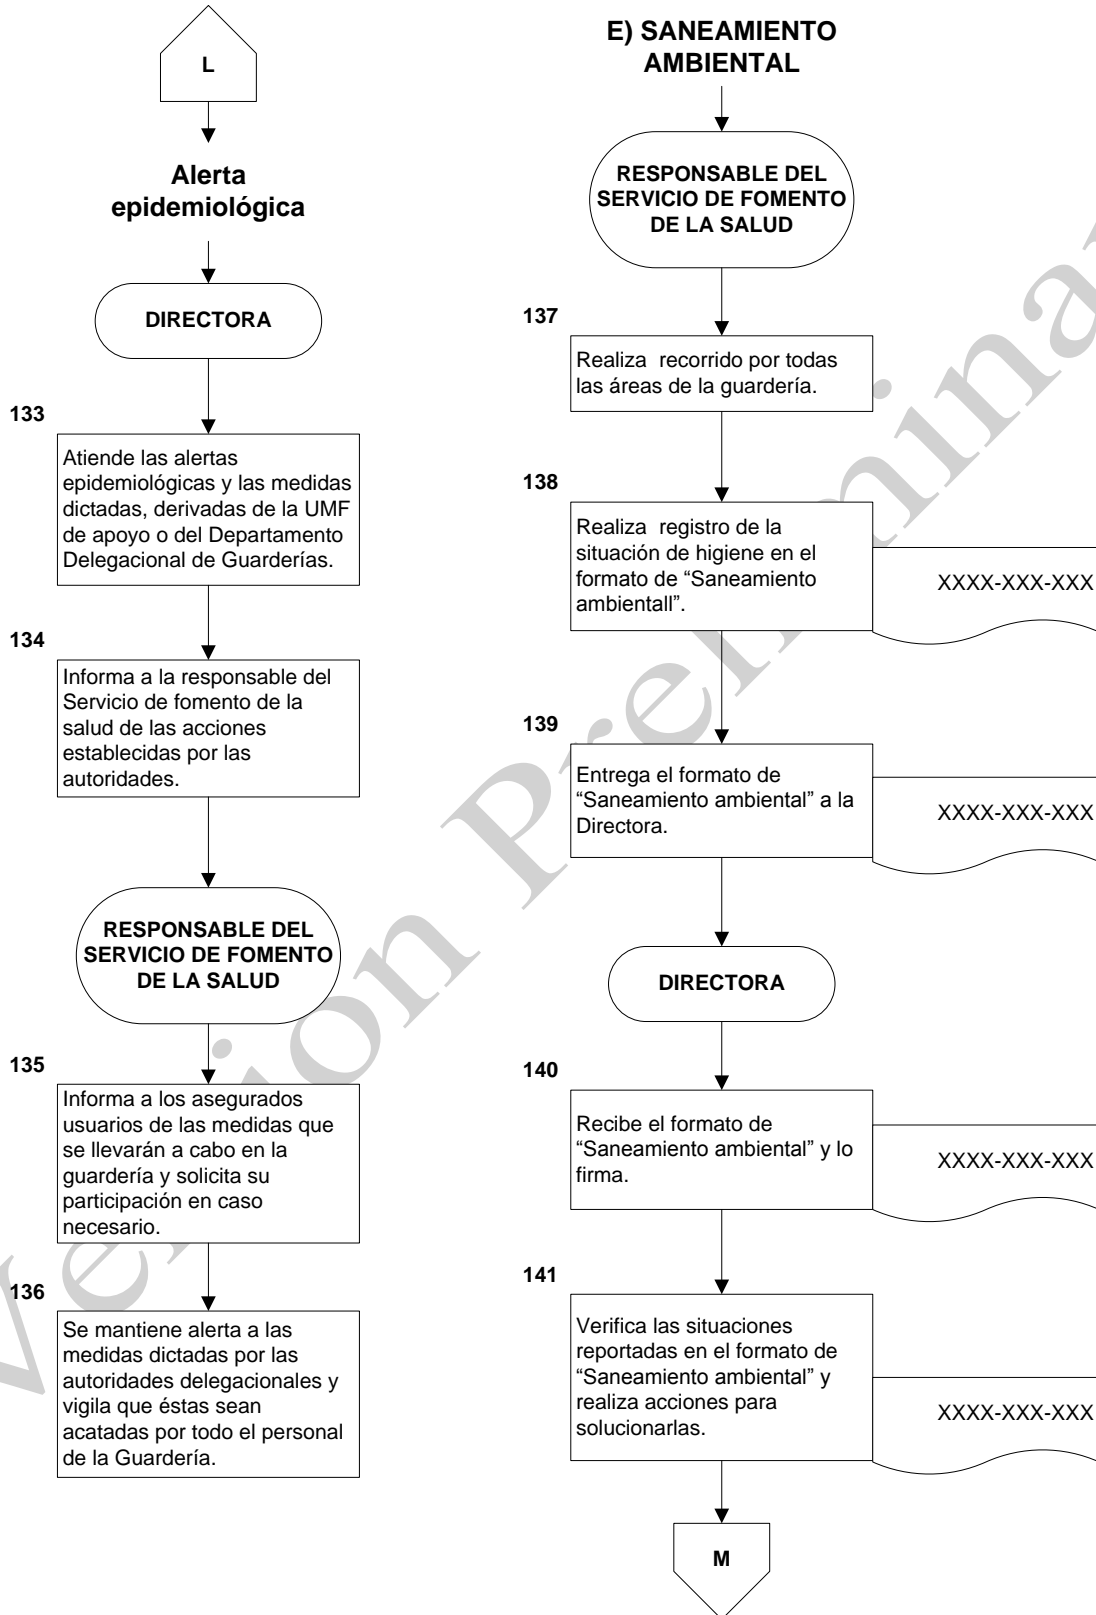 L
Alerta
epidemiológica
DIRECTORA
133
Atiende las alertas
epidemiológicas y las medidas
dictadas, derivadas de la UMF
de apoyo o del Departamento
Delegacional de Guarderías.
134
Informa a la responsable del
Servicio de fomento de la
salud de las acciones
establecidas por las
autoridades.
RESPONSABLE DEL
SERVICIO DE FOMENTO
DE LA SALUD
135
Informa a los asegurados
usuarios de las medidas que
se llevarán a cabo en la
guardería y solicita su
participación en caso
necesario.
136
Se mantiene alerta a las
medidas dictadas por las
autoridades delegacionales y
vigila que éstas sean
acatadas por todo el personal
de la Guardería.
E) SANEAMIENTO
AMBIENTAL
RESPONSABLE DEL
SERVICIO DE FOMENTO
DE LA SALUD
137
Realiza recorrido por todas
las áreas de la guardería.
138
Realiza registro de la
situación de higiene en el
formato de “Saneamiento
ambientall”.
XXXX-XXX-XXX
139
Entrega el formato de
“Saneamiento ambiental” a la
Directora.
XXXX-XXX-XXX
DIRECTORA
140
Recibe el formato de
“Saneamiento ambiental” y lo
firma.
XXXX-XXX-XXX
141
Verifica las situaciones
reportadas en el formato de
“Saneamiento ambiental” y
realiza acciones para
solucionarlas.
XXXX-XXX-XXX
M